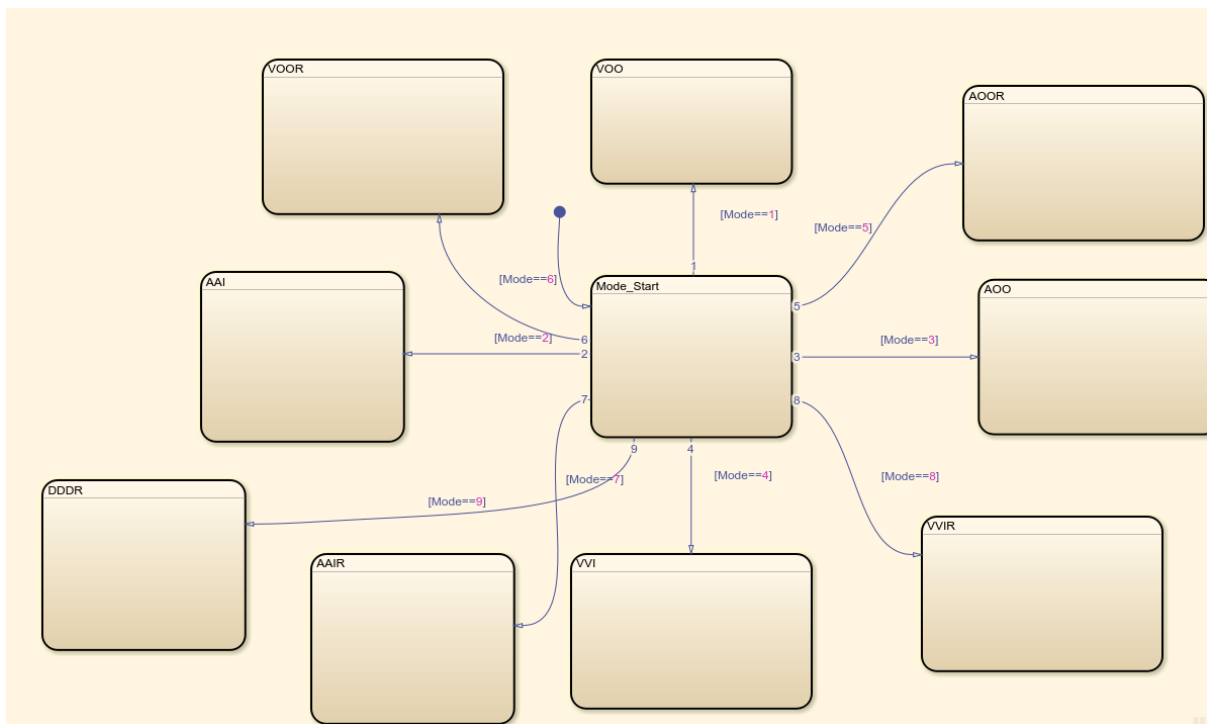 VOOR
VOO
AOOR
[Mode==1]
[Mode==5]
[Mode==6]
1
AAI
Mode_Start
AOO
5
[Mode==2]
6
2
[Mode==3]
3
7
8
9
4
[Mode==7]
[Mode==4]
[Mode==8]
DDDR
[Mode==9]
VVIR
AAIR
VVI